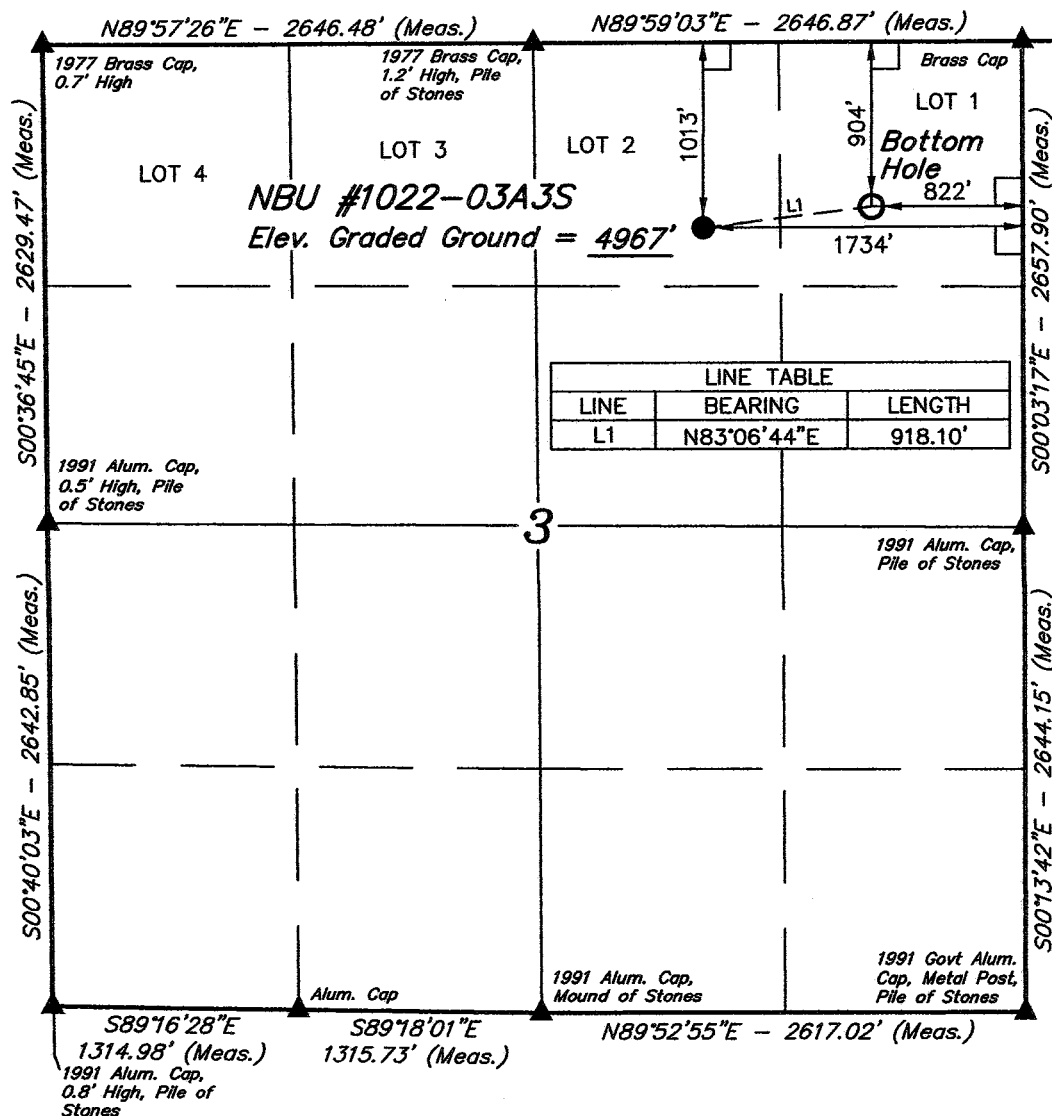 N89°57'26"E - 2646.48' (Meas.)
N89°59'03"E - 2646.87' (Meas.)
1977 Brass Cap,
0.7' High
1977 Brass Cap,
1.2' High, Pile
of Stones
Brass Cap
LOT 4
LOT 3
LOT 2
LOT 1
1013'
904'
Bottom
Hole
822'
L1
1734'
NBU #1022-03A3S
Elev. Graded Ground = 4967'
S00°36'45"E - 2629.47' (Meas.)
S00°03'17"E - 2657.90' (Meas.)
LINE TABLE
LINE BEARING LENGTH
L1 N83°06'44"E 918.10'
1991 Alum. Cap,
0.5' High, Pile
of Stones
3
1991 Alum. Cap,
Pile of Stones
S00°40'03"E - 2642.85' (Meas.)
S00°13'42"E - 2644.15' (Meas.)
Alum. Cap
1991 Alum. Cap,
Mound of Stones
1991 Govt Alum.
Cap, Metal Post,
Pile of Stones
S89°16'28"E
1314.98' (Meas.)
S89°18'01"E
1315.73' (Meas.)
N89°52'55"E - 2617.02' (Meas.)
1991 Alum. Cap,
0.8' High, Pile of
Stones